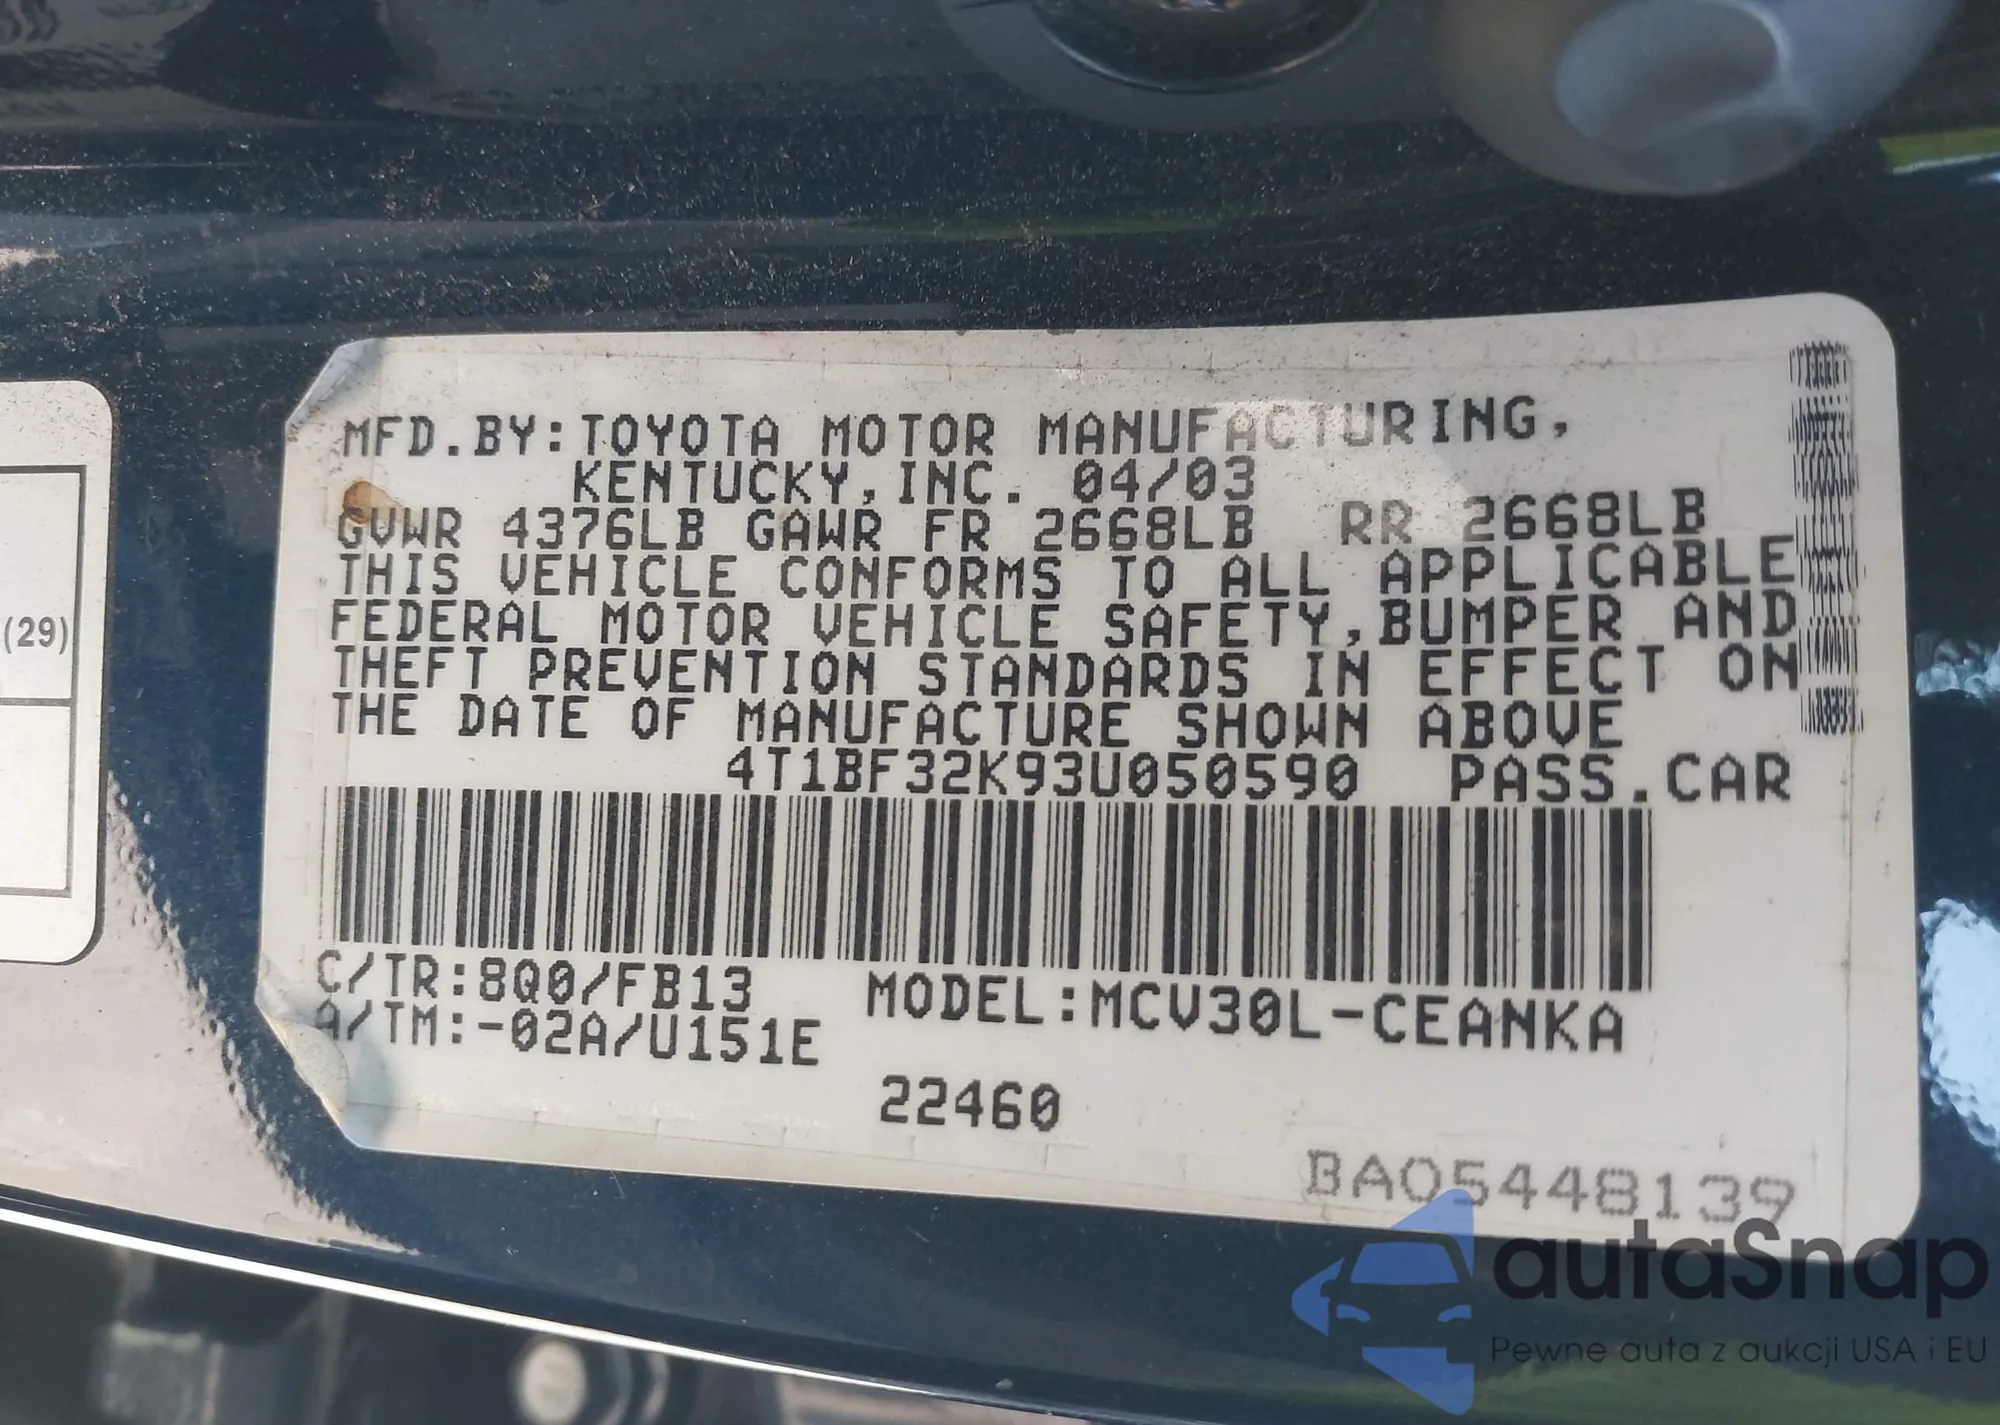 (29)
MFD.BY:TOYOTA MOTOR MANUFACTURING,
KENTUCKY,INC. 04/03
GVWR 4376LB GAWR FR 2668LB RR 2668LB
THIS VEHICLE CONFORMS TO ALL APPLICABLE
FEDERAL MOTOR VEHICLE SAFETY,BUMPER AND
THEFT PREVENTION STANDARDS IN EFFECT ON
THE DATE OF MANUFACTURE SHOWN ABOVE
4T1BF32K93U050590 PASS.CAR
C/TR:8Q0/FB13 MODEL:MCV30L-CEANKA
A/TM:-02A/U151E
22460
BA05448139
autaSnap
Pewne auta z aukcji USA i EU